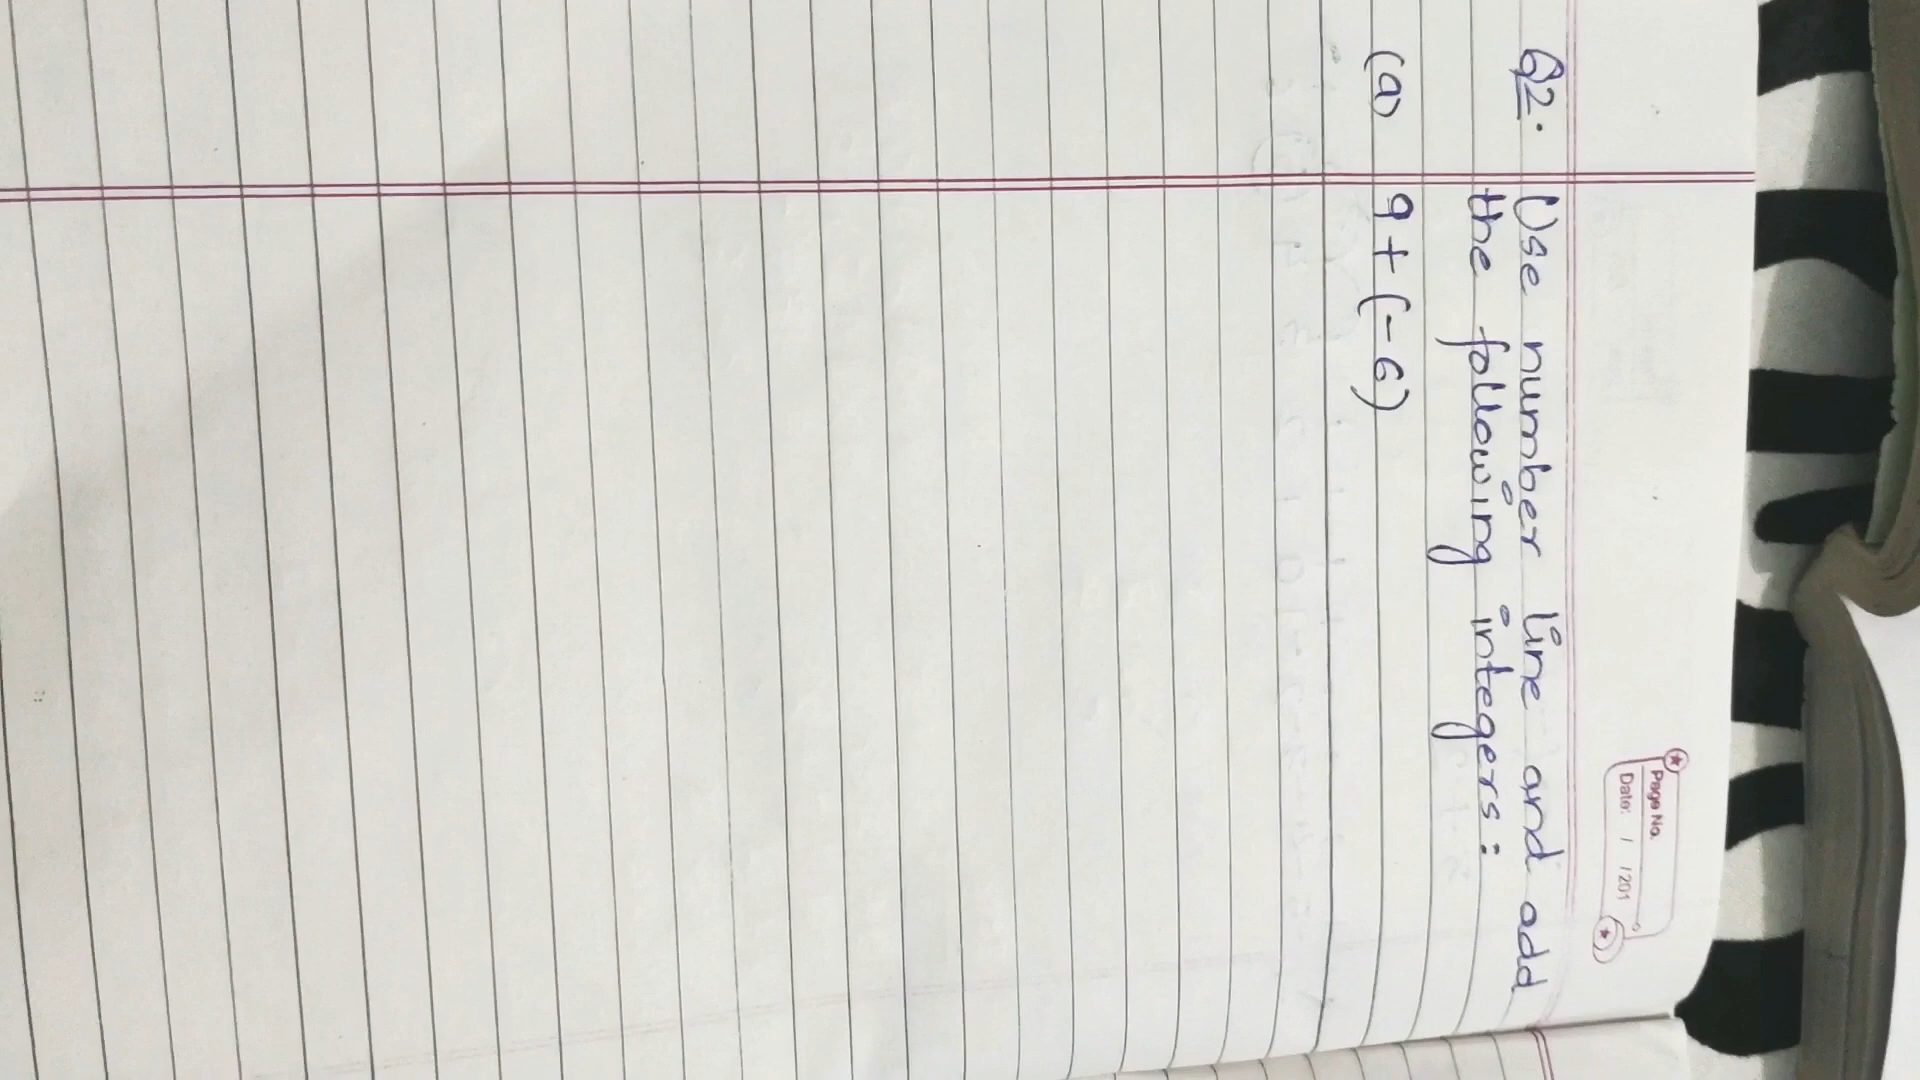 Page No.
Date: / /201
Q2. Use number line and add
the following integers:
(a) 9 + (-6)